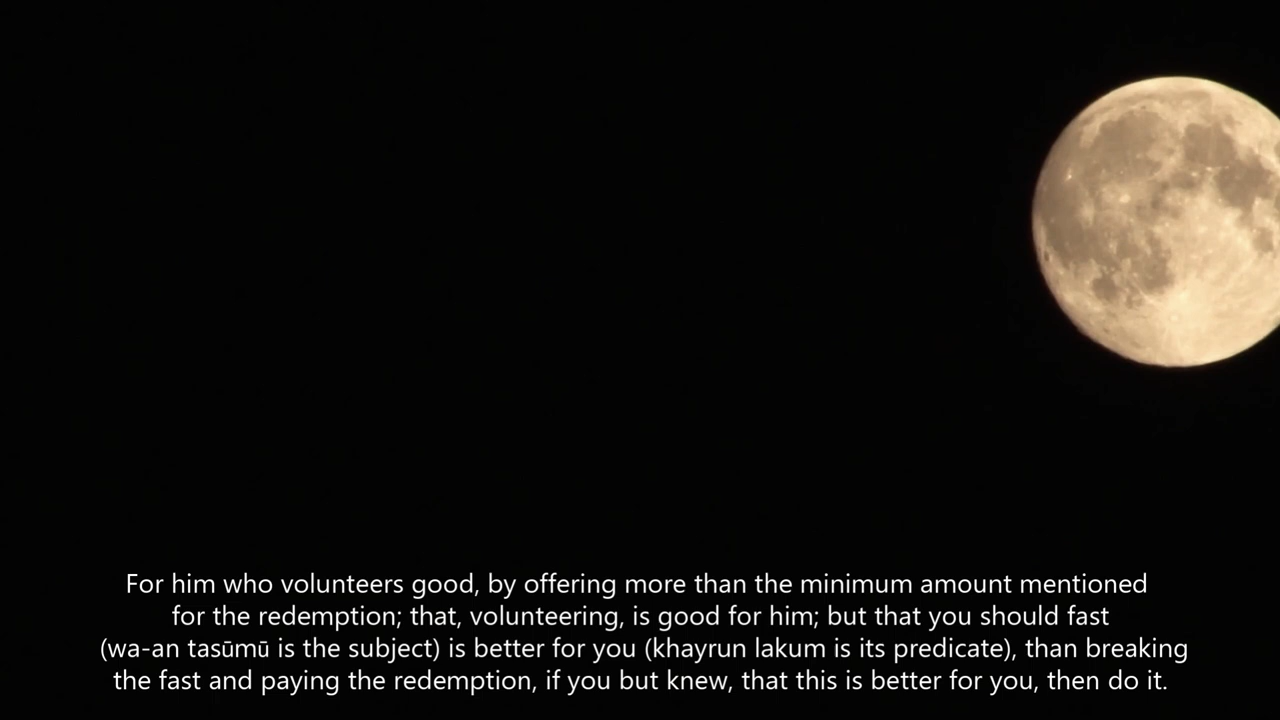 For him who volunteers good, by offering more than the minimum amount mentioned
for the redemption; that, volunteering, is good for him; but that you should fast
(wa-an tasūmū is the subject) is better for you (khayrun lakum is its predicate), than breaking
the fast and paying the redemption, if you but knew, that this is better for you, then do it.